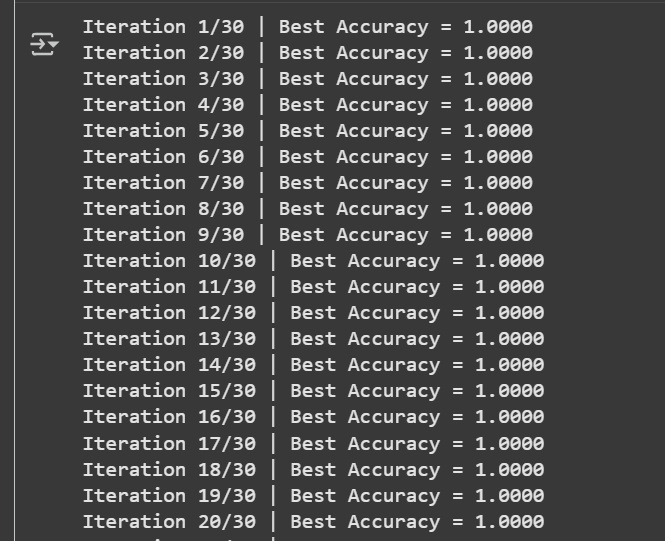 Iteration 1/30 | Best Accuracy = 1.0000
Iteration 2/30 | Best Accuracy = 1.0000
Iteration 3/30 | Best Accuracy = 1.0000
Iteration 4/30 | Best Accuracy = 1.0000
Iteration 5/30 | Best Accuracy = 1.0000
Iteration 6/30 | Best Accuracy = 1.0000
Iteration 7/30 | Best Accuracy = 1.0000
Iteration 8/30 | Best Accuracy = 1.0000
Iteration 9/30 | Best Accuracy = 1.0000
Iteration 10/30 | Best Accuracy = 1.0000
Iteration 11/30 | Best Accuracy = 1.0000
Iteration 12/30 | Best Accuracy = 1.0000
Iteration 13/30 | Best Accuracy = 1.0000
Iteration 14/30 | Best Accuracy = 1.0000
Iteration 15/30 | Best Accuracy = 1.0000
Iteration 16/30 | Best Accuracy = 1.0000
Iteration 17/30 | Best Accuracy = 1.0000
Iteration 18/30 | Best Accuracy = 1.0000
Iteration 19/30 | Best Accuracy = 1.0000
Iteration 20/30 | Best Accuracy = 1.0000